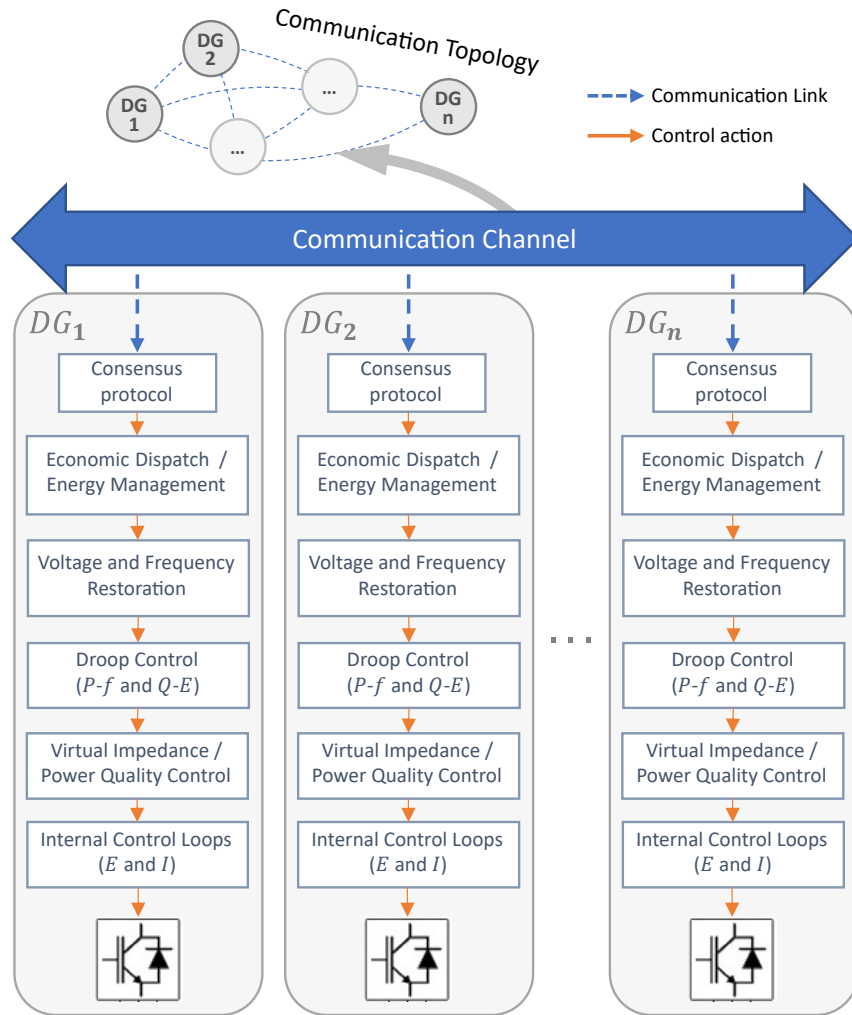 Communication Topology
DG
2
DG
1
...
...
DG
n
Communication Link
Control action
Communication Channel
DG₁
Consensus
protocol
Economic Dispatch /
Energy Management
Voltage and Frequency
Restoration
Droop Control
(P-f and Q-E)
Virtual Impedance /
Power Quality Control
Internal Control Loops
(E and I)
DG₂
Consensus
protocol
Economic Dispatch /
Energy Management
Voltage and Frequency
Restoration
Droop Control
(P-f and Q-E)
Virtual Impedance /
Power Quality Control
Internal Control Loops
(E and I)
...
DGₙ
Consensus
protocol
Economic Dispatch /
Energy Management
Voltage and Frequency
Restoration
Droop Control
(P-f and Q-E)
Virtual Impedance /
Power Quality Control
Internal Control Loops
(E and I)